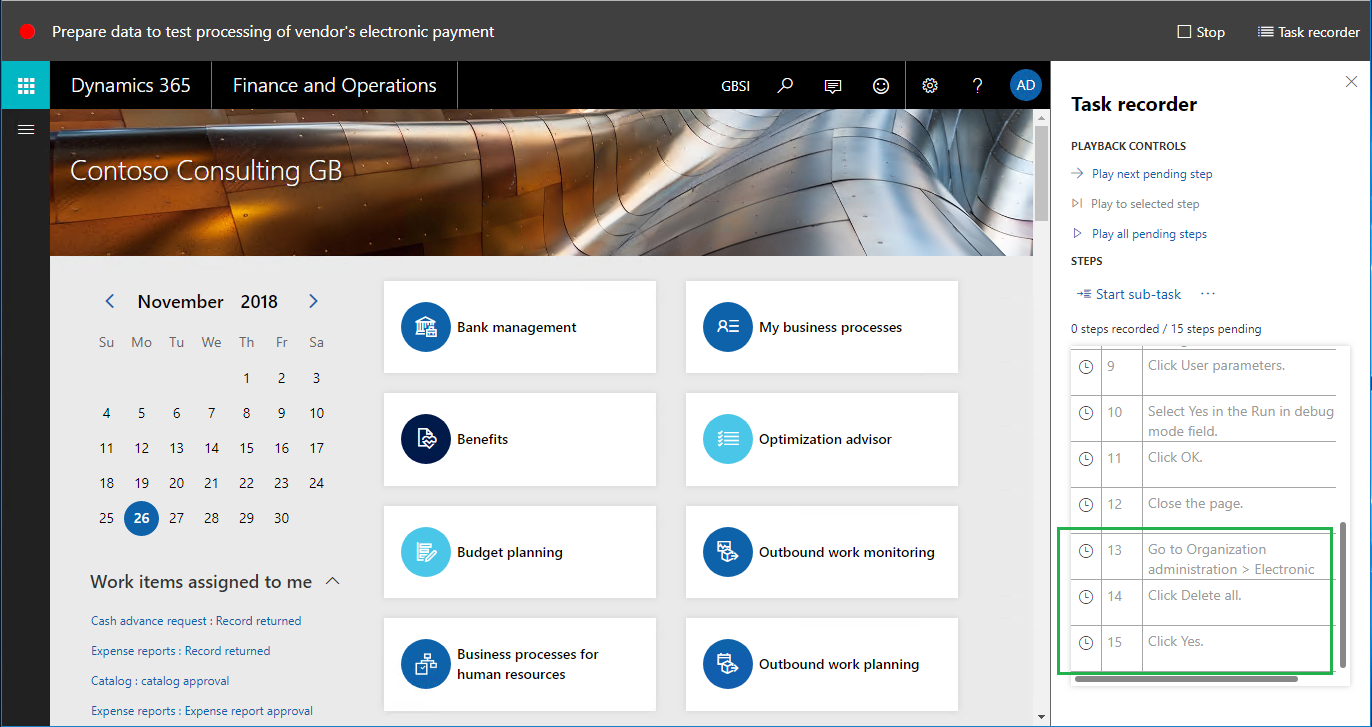 Prepare data to test processing of vendor's electronic payment
Stop
Task recorder
Dynamics 365
Finance and Operations
GBSI
?
AD
Contoso Consulting GB
November 2018
Su Mo Tu We Th Fr Sa
1 2 3
4 5 6 7 8 9 10
11 12 13 14 15 16 17
18 19 20 21 22 23 24
25 26 27 28 29 30
Work items assigned to me
Cash advance request : Record returned
Expense reports : Record returned
Catalog : catalog approval
Expense reports : Expense report approval
Bank management
My business processes
Benefits
Optimization advisor
Budget planning
Outbound work monitoring
Business processes for
human resources
Outbound work planning
Task recorder
PLAYBACK CONTROLS
Play next pending step
Play to selected step
Play all pending steps
STEPS
Start sub-task
···
0 steps recorded / 15 steps pending
9 Click User parameters.
10 Select Yes in the Run in debug
mode field.
11 Click OK.
12 Close the page.
13 Go to Organization
administration > Electronic
14 Click Delete all.
15 Click Yes.